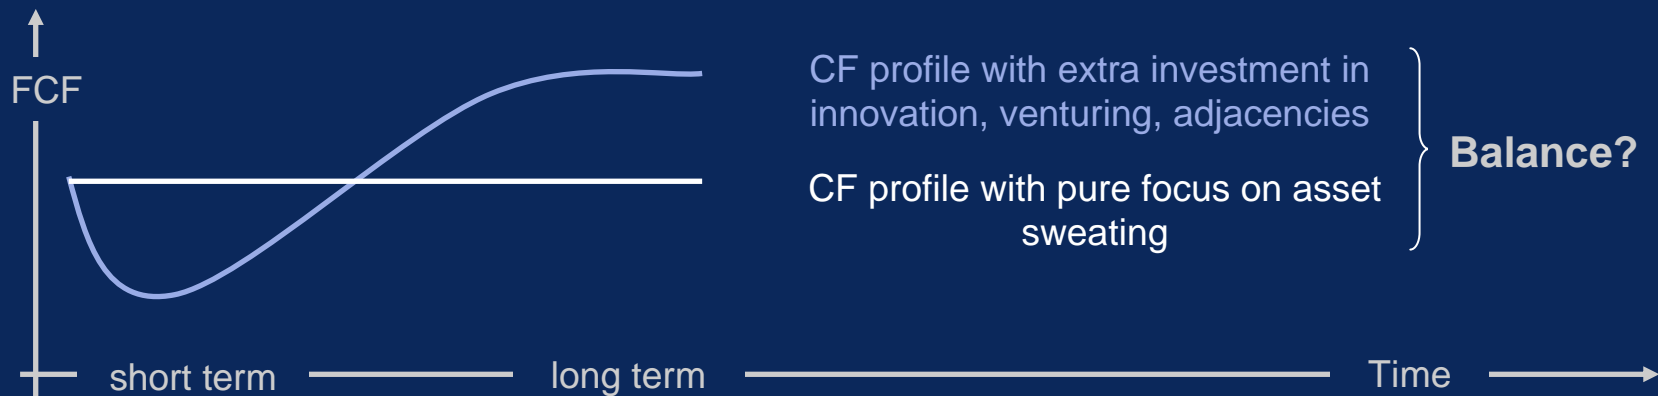 FCF
CF profile with extra investment in
innovation, venturing, adjacencies
CF profile with pure focus on asset
sweating
Balance?
short term
long term
Time